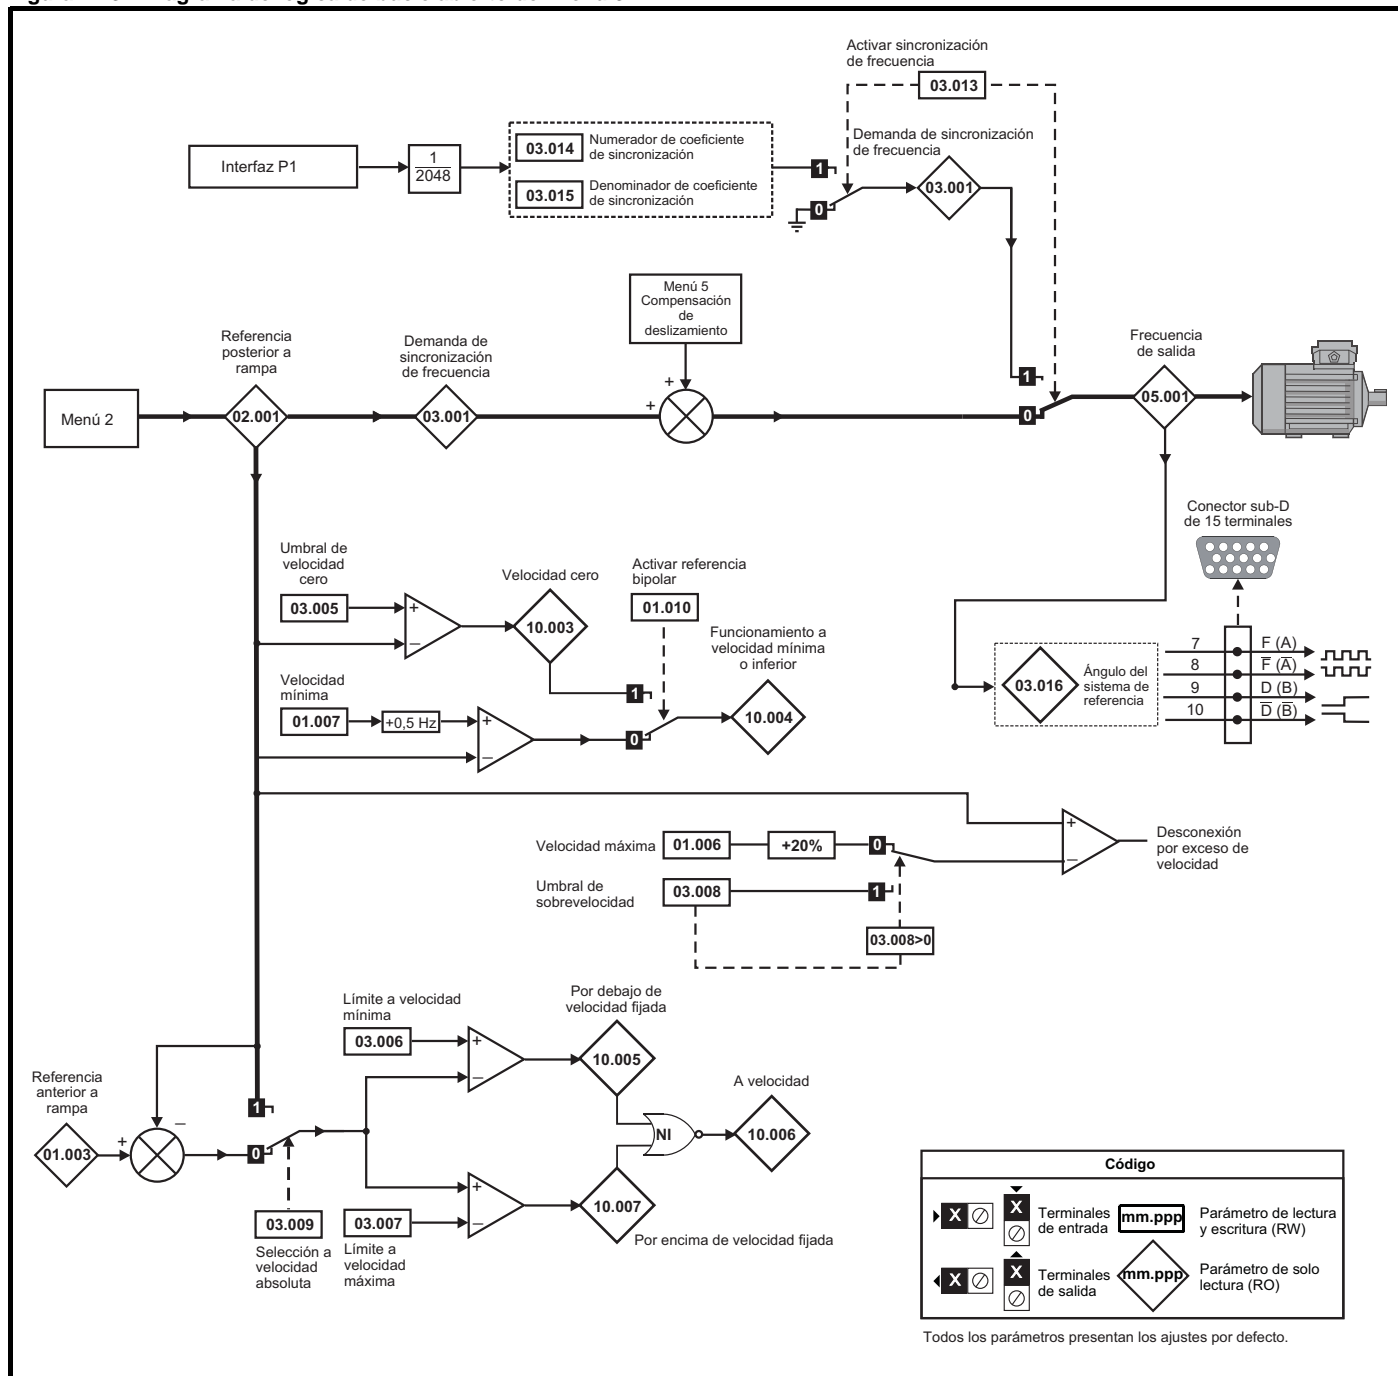 Activar sincronización
de frecuencia
03.013
Interfaz P1
1
2048
03.014
Numerador de coeficiente
de sincronización
03.015
Denominador de coeficiente
de sincronización
1
0
Demanda de sincronización
de frecuencia
03.001
Menú 5
Compensación
de
deslizamiento
Menú 2
Referencia
posterior a
rampa
02.001
Demanda de
sincronización
de frecuencia
03.001
+
+
1
0
Frecuencia
de salida
05.001
Conector sub-D
de 15 terminales
Umbral de
velocidad
cero
03.005
+
–
Velocidad cero
10.003
Activar referencia
bipolar
01.010
Funcionamiento a
velocidad mínima
o inferior
10.004
Velocidad
mínima
01.007
+0,5 Hz
+
–
1
0
03.016
Ángulo del
sistema de
referencia
7 F (A)
8 F̅ (A̅)
9 D (B)
10 D̅ (B̅)
Velocidad máxima
01.006
+20%
0
Umbral de
sobrevelocidad
03.008
1
03.008>0
+
–
Desconexión
por exceso de
velocidad
Límite a velocidad
mínima
03.006
+
–
Por debajo de
velocidad fijada
10.005
Referencia
anterior a
rampa
01.003
+
–
1
0
03.009
Selección a
velocidad
absoluta
03.007
Límite a
velocidad
máxima
+
–
10.007
Por encima de velocidad fijada
NI
A velocidad
10.006
Código
X
X
Terminales
de entrada
mm.ppp
Parámetro de lectura
y escritura (RW)
X
X
Terminales
de salida
mm.ppp
Parámetro de solo
lectura (RO)
Todos los parámetros presentan los ajustes por defecto.